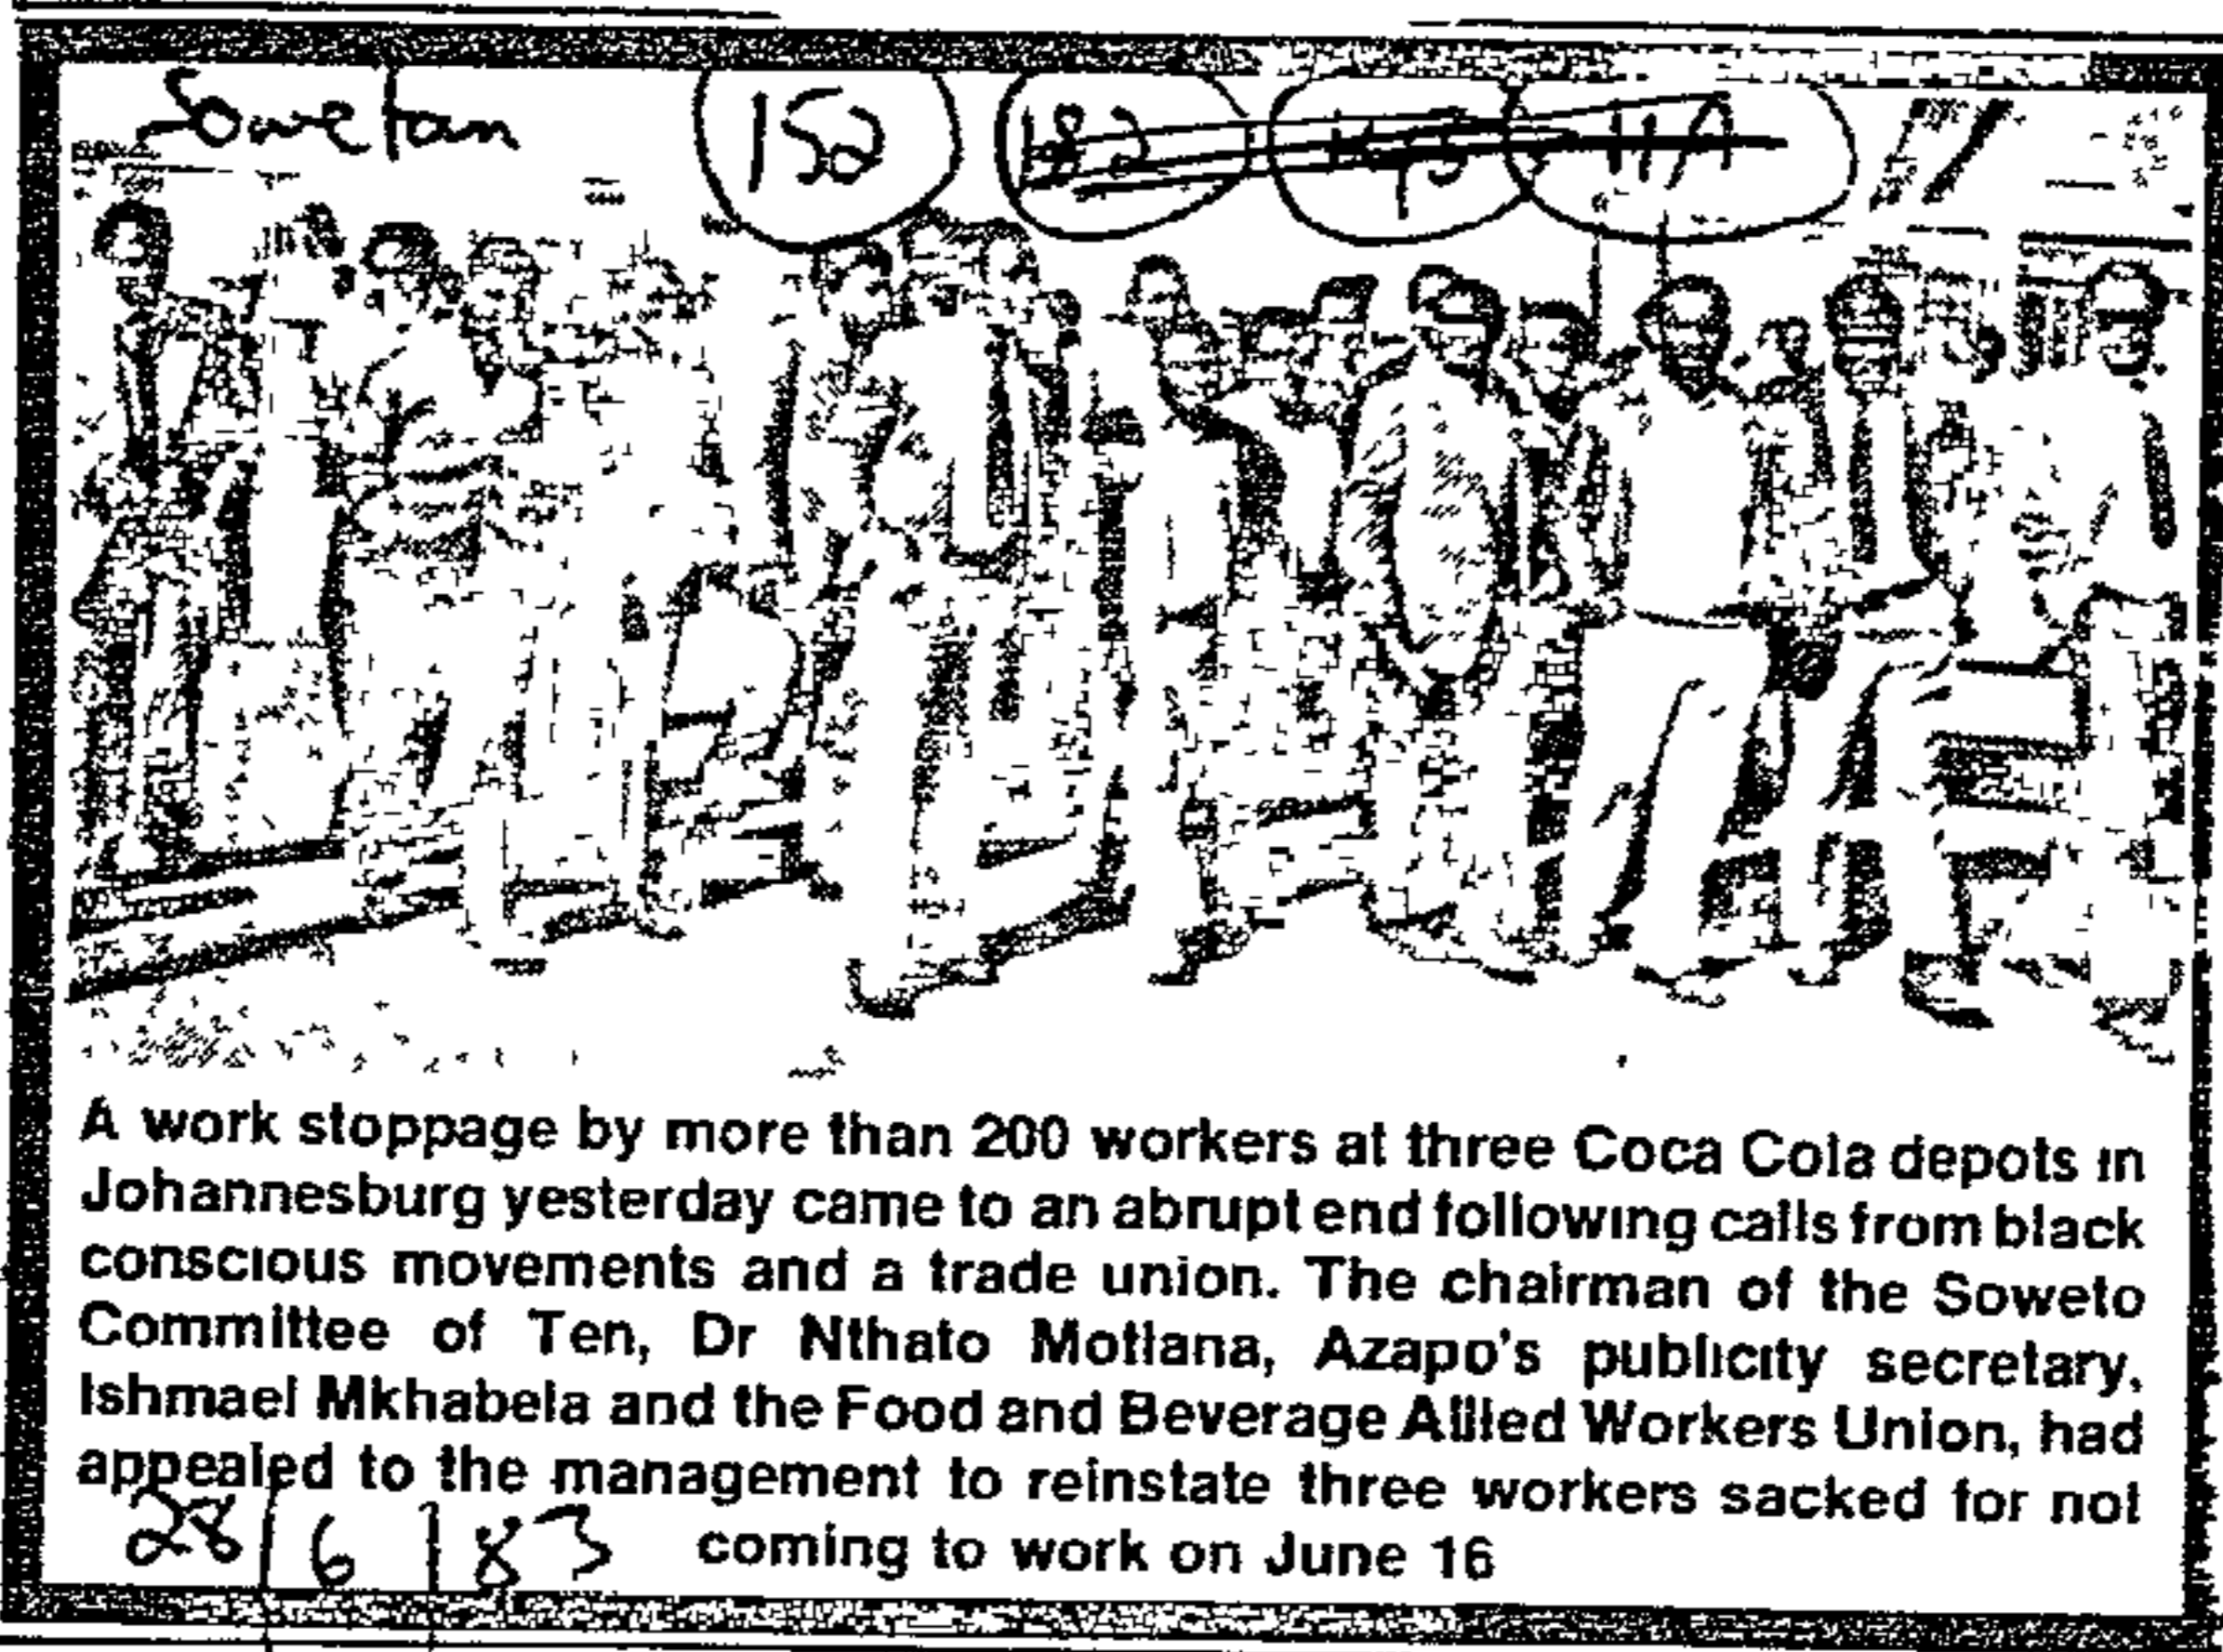 Sowetan 152 182 11A
A work stoppage by more than 200 workers at three Coca Cola depots in
Johannesburg yesterday came to an abrupt end following calls from black
conscious movements and a trade union. The chairman of the Soweto
Committee of Ten, Dr Nthato Motlana, Azapo's publicity secretary,
Ishmael Mkhabela and the Food and Beverage Allied Workers Union, had
appealed to the management to reinstate three workers sacked for not
28/6/83 coming to work on June 16